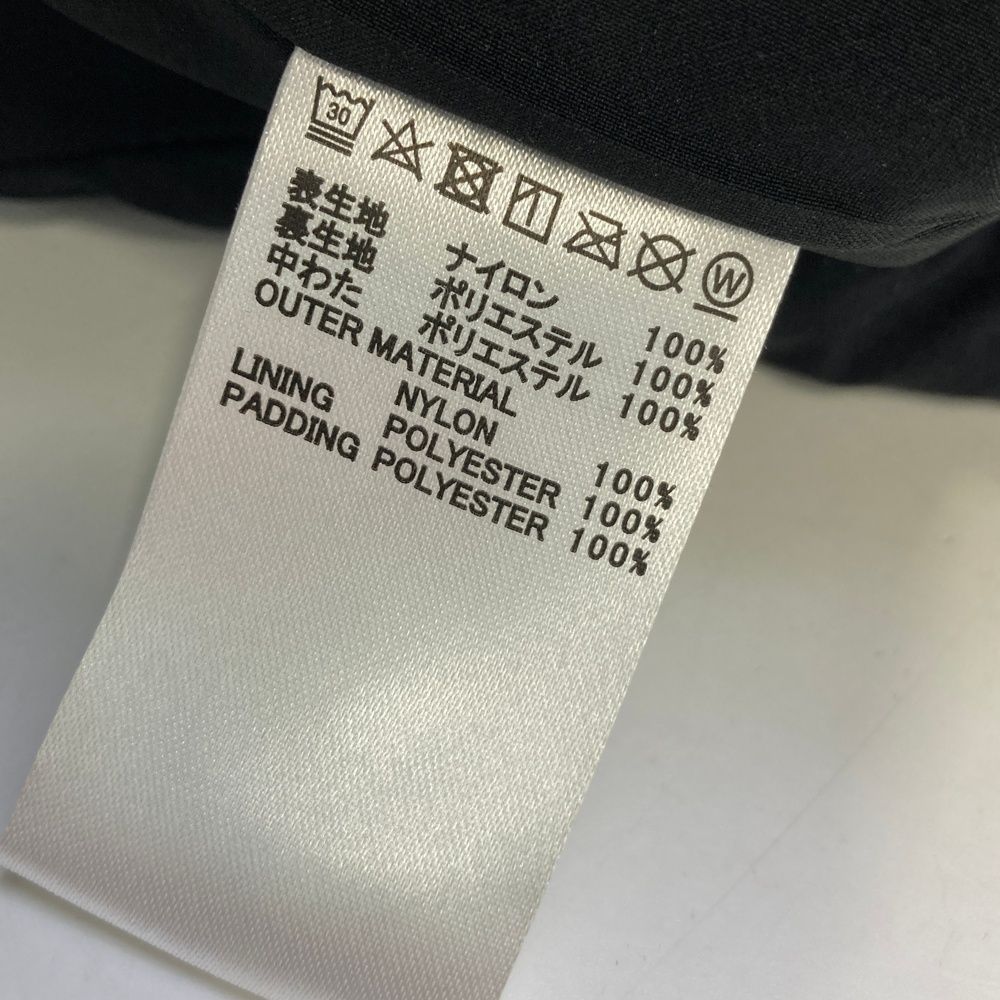 30
W
表生地 ナイロン 100%
裏生地 ポリエステル 100%
中わた ポリエステル 100%
OUTER MATERIAL
NYLON 100%
LINING POLYESTER 100%
PADDING POLYESTER 100%